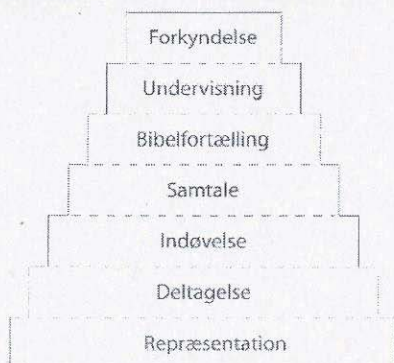 Forkyndelse
Undervisning
Bibelfortælling
Samtale
Indøvelse
Deltagelse
Repræsentation